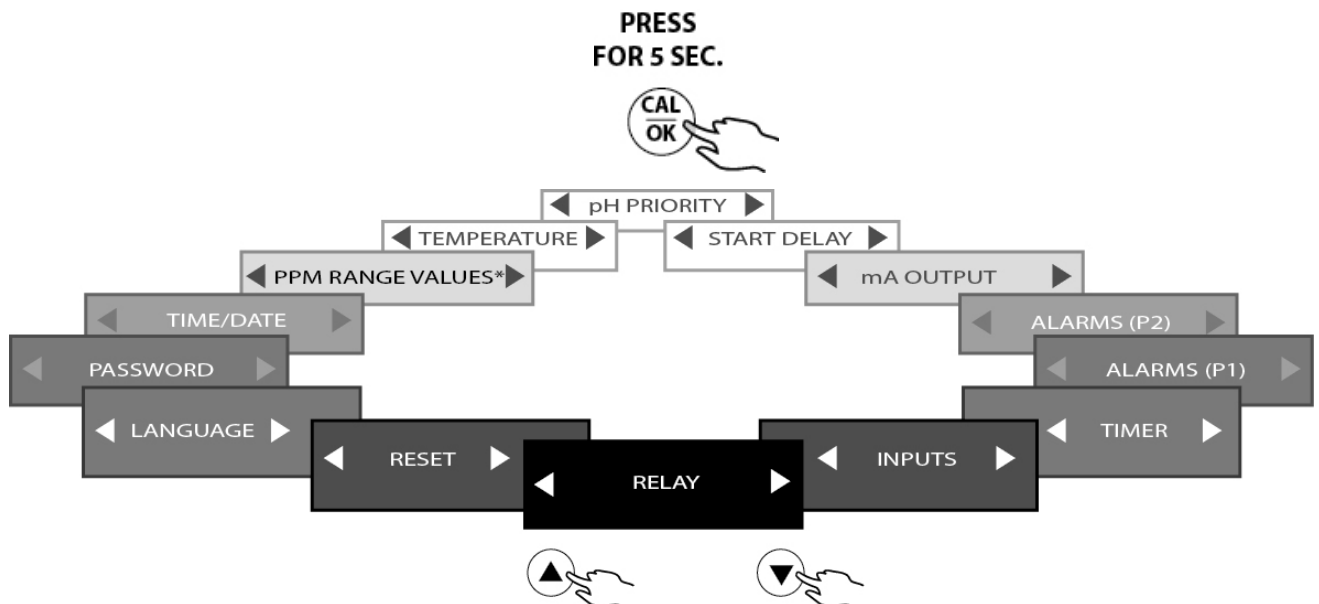 PRESS
FOR 5 SEC.
CAL
OK
pH PRIORITY
TEMPERATURE
START DELAY
PPM RANGE VALUES*
mA OUTPUT
TIME/DATE
ALARMS (P2)
PASSWORD
ALARMS (P1)
LANGUAGE
TIMER
RESET
INPUTS
RELAY